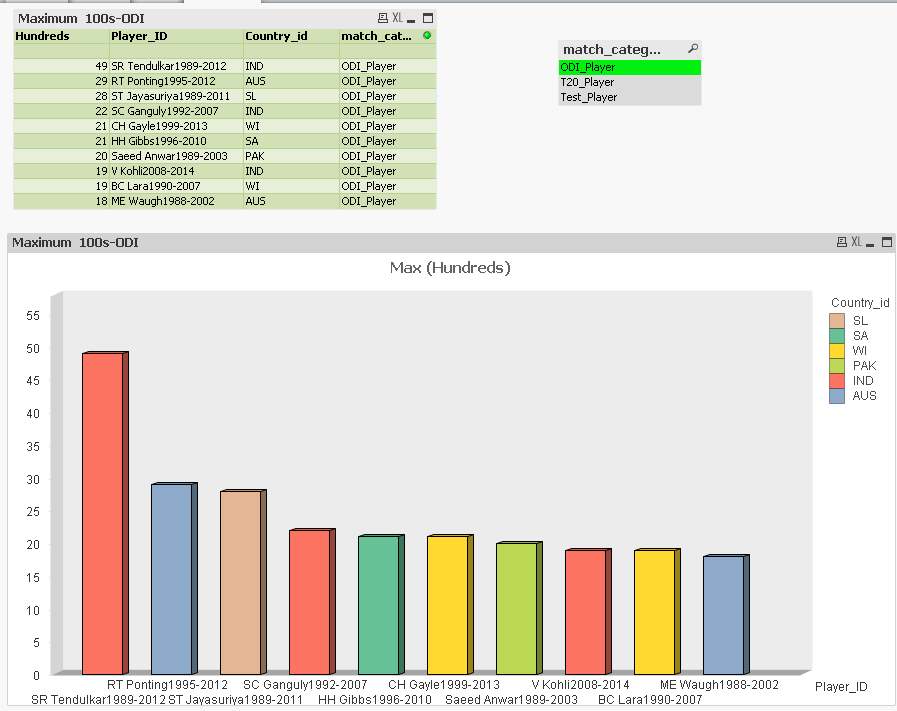 Maximum 100s-ODI XL
Hundreds Player_ID Country_id match_cat...
49 SR Tendulkar1989-2012 IND ODI_Player
29 RT Ponting1995-2012 AUS ODI_Player
28 ST Jayasuriya1989-2011 SL ODI_Player
22 SC Ganguly1992-2007 IND ODI_Player
21 CH Gayle1999-2013 WI ODI_Player
21 HH Gibbs1996-2010 SA ODI_Player
20 Saeed Anwar1989-2003 PAK ODI_Player
19 V Kohli2008-2014 IND ODI_Player
19 BC Lara1990-2007 WI ODI_Player
18 ME Waugh1988-2002 AUS ODI_Player
match_categ...
ODI_Player
T20_Player
Test_Player
Maximum 100s-ODI XL
Max (Hundreds)
55
50
45
40
35
30
25
20
15
10
5
0
Country_id
SL
SA
WI
PAK
IND
AUS
RT Ponting1995-2012 SC Ganguly1992-2007 CH Gayle1999-2013 V Kohli2008-2014 ME Waugh1988-2002
SR Tendulkar1989-2012 ST Jayasuriya1989-2011 HH Gibbs1996-2010 Saeed Anwar1989-2003 BC Lara1990-2007
Player_ID